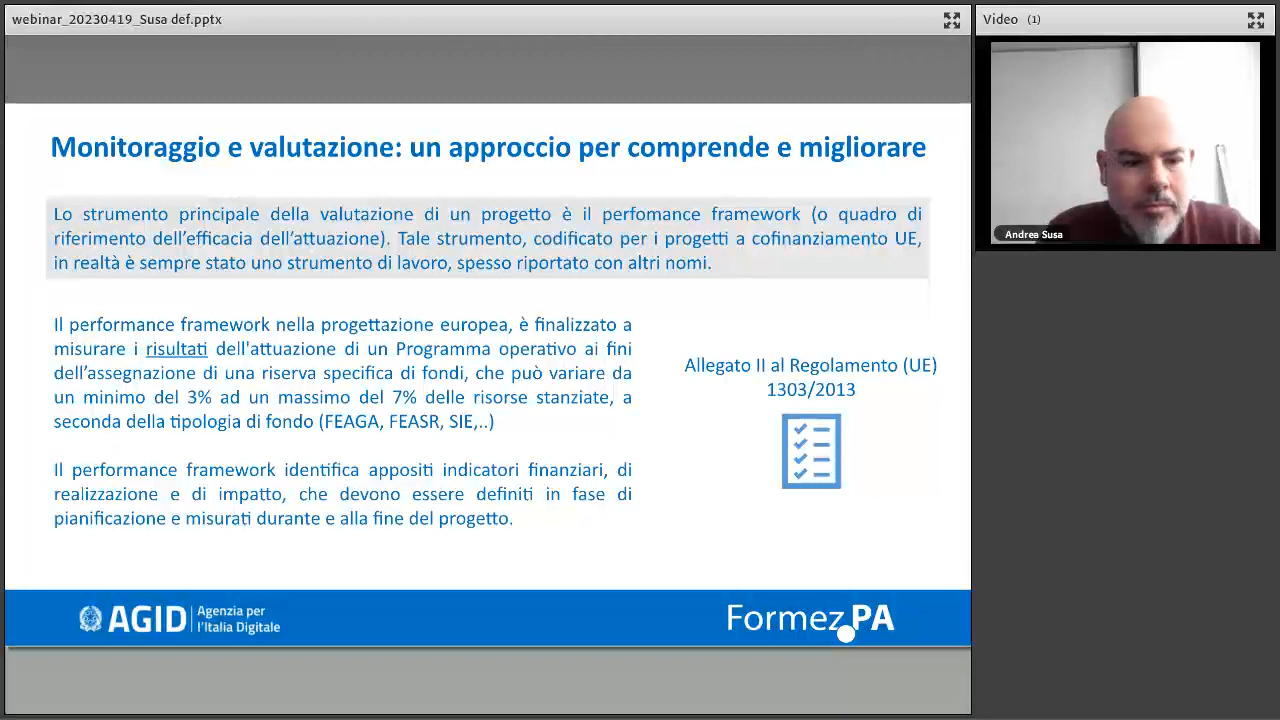 webinar_20230419_Susa def.pptx
Video (1)
Monitoraggio e valutazione: un approccio per comprende e migliorare
Lo strumento principale della valutazione di un progetto è il perfomance framework (o quadro di
riferimento dell'efficacia dell'attuazione). Tale strumento, codificato per i progetti a cofinanziamento UE,
in realtà è sempre stato uno strumento di lavoro, spesso riportato con altri nomi.
Il performance framework nella progettazione europea, è finalizzato a
misurare i risultati dell'attuazione di un Programma operativo ai fini
dell'assegnazione di una riserva specifica di fondi, che può variare da
un minimo del 3% ad un massimo del 7% delle risorse stanziate, a
seconda della tipologia di fondo (FEAGA, FEASR, SIE,..)
Il performance framework identifica appositi indicatori finanziari, di
realizzazione e di impatto, che devono essere definiti in fase di
pianificazione e misurati durante e alla fine del progetto.
Allegato II al Regolamento (UE)
1303/2013
AGID
Agenzia per
l'Italia Digitale
Formez PA
Andrea Susa